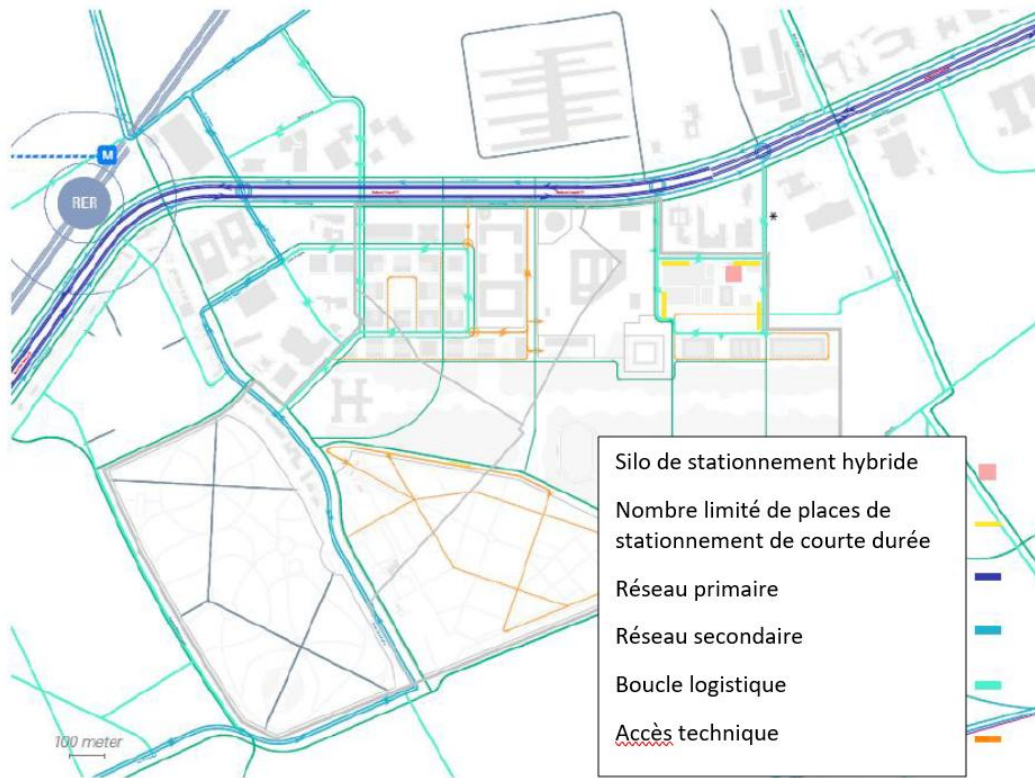 M
RER
*
Silo de stationnement hybride
Nombre limité de places de
stationnement de courte durée
Réseau primaire
Réseau secondaire
Boucle logistique
Accès technique
100 meter